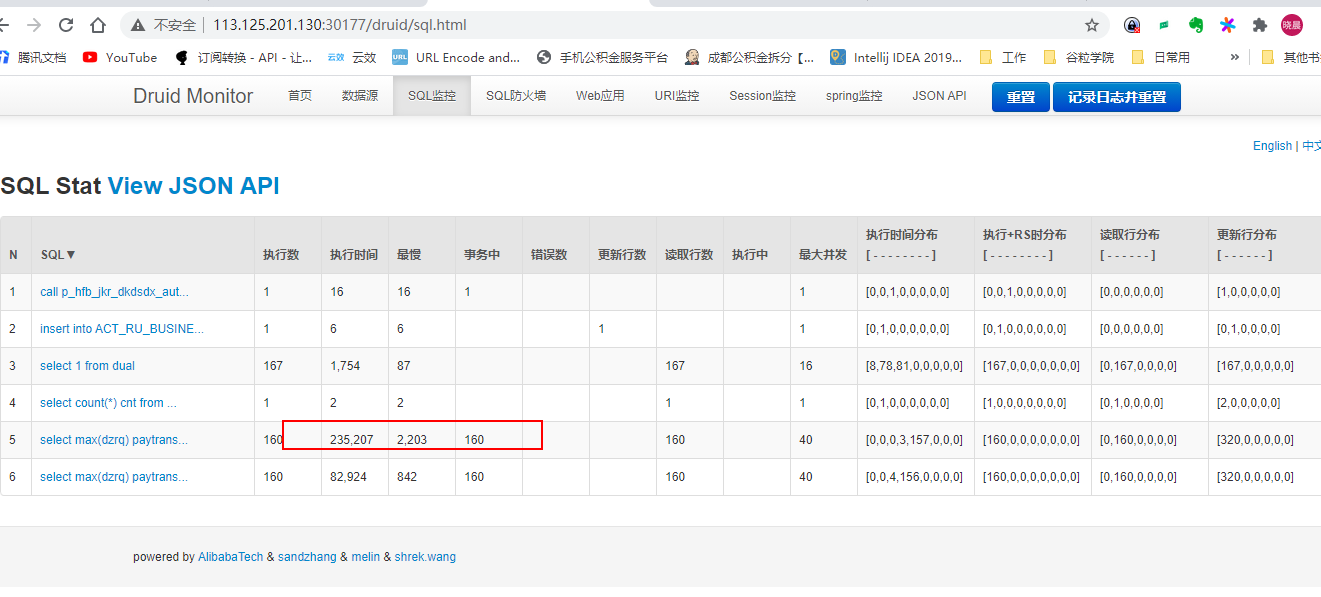 不安全 113.125.201.130:30177/druid/sql.html 晓晨
腾讯文档 YouTube 订阅转换 - API - 让... 云效 云效 URL URL Encode and... 手机公积金服务平台 成都公积金拆分【... Intellij IDEA 2019... 工作 谷粒学院 日常用 » 其他书
Druid Monitor 首页 数据源 SQL监控 SQL防火墙 Web应用 URI监控 Session监控 spring监控 JSON API 重置 记录日志并重置
English | 中文
SQL Stat View JSON API
N SQL▼ 执行数 执行时间 最慢 事务中 错误数 更新行数 读取行数 执行中 最大并发 执行时间分布 [ - - - - - - - - ] 执行+RS时分布 [ - - - - - - - - ] 读取行分布 [ - - - - - - ] 更新行分布 [ - - - - - - ]
1 call p_hfb_jkr_dkdsdx_aut... 1 16 16 1 1 [0,0,1,0,0,0,0,0] [0,0,1,0,0,0,0,0] [0,0,0,0,0,0] [1,0,0,0,0,0]
2 insert into ACT_RU_BUSINE... 1 6 6 1 1 [0,1,0,0,0,0,0,0] [0,1,0,0,0,0,0,0] [0,0,0,0,0,0] [0,1,0,0,0,0]
3 select 1 from dual 167 1,754 87 167 16 [8,78,81,0,0,0,0,0] [167,0,0,0,0,0,0,0] [0,167,0,0,0,0] [167,0,0,0,0,0]
4 select count(*) cnt from ... 1 2 2 1 1 [0,1,0,0,0,0,0,0] [1,0,0,0,0,0,0,0] [0,1,0,0,0,0] [2,0,0,0,0,0]
5 select max(dzrq) paytrans... 160 235,207 2,203 160 160 40 [0,0,0,3,157,0,0,0] [160,0,0,0,0,0,0,0] [0,160,0,0,0,0] [320,0,0,0,0,0]
6 select max(dzrq) paytrans... 160 82,924 842 160 160 40 [0,0,4,156,0,0,0,0] [160,0,0,0,0,0,0,0] [0,160,0,0,0,0] [320,0,0,0,0,0]
powered by AlibabaTech & sandzhang & melin & shrek.wang